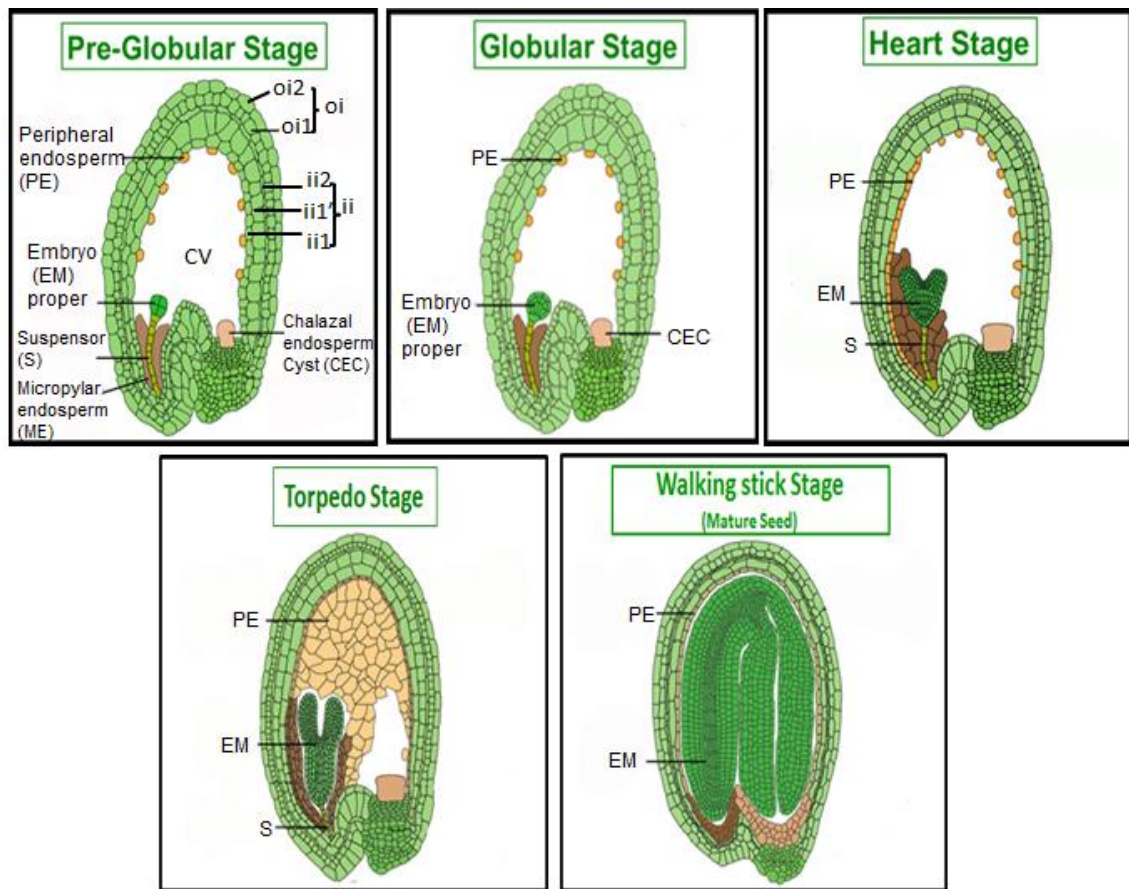 Pre-Globular Stage
oi2
oi
oi1
Peripheral
endosperm
(PE)
ii2
ii1'
ii
ii1
CV
Embryo
(EM)
proper
Suspensor
(S)
Micropylar
endosperm
(ME)
Chalazal
endosperm
Cyst (CEC)
Globular Stage
PE
Embryo
(EM)
proper
CEC
Heart Stage
PE
EM
S
Torpedo Stage
PE
EM
S
Walking stick Stage
(Mature Seed)
PE
EM